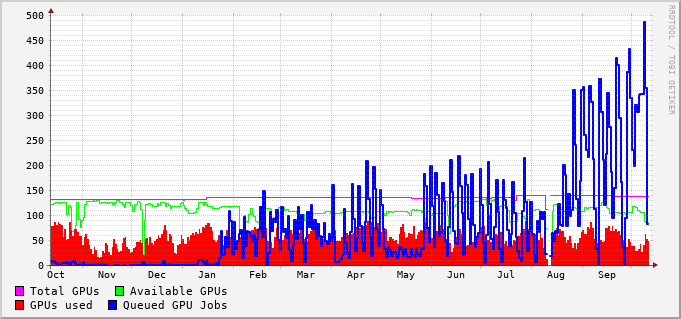 500
450
400
350
300
250
200
150
100
50
0
Oct Nov Dec Jan Feb Mar Apr May Jun Jul Aug Sep
Total GPUs Available GPUs
GPUs used Queued GPU Jobs
RRDTOOL / TOBI OETIKER